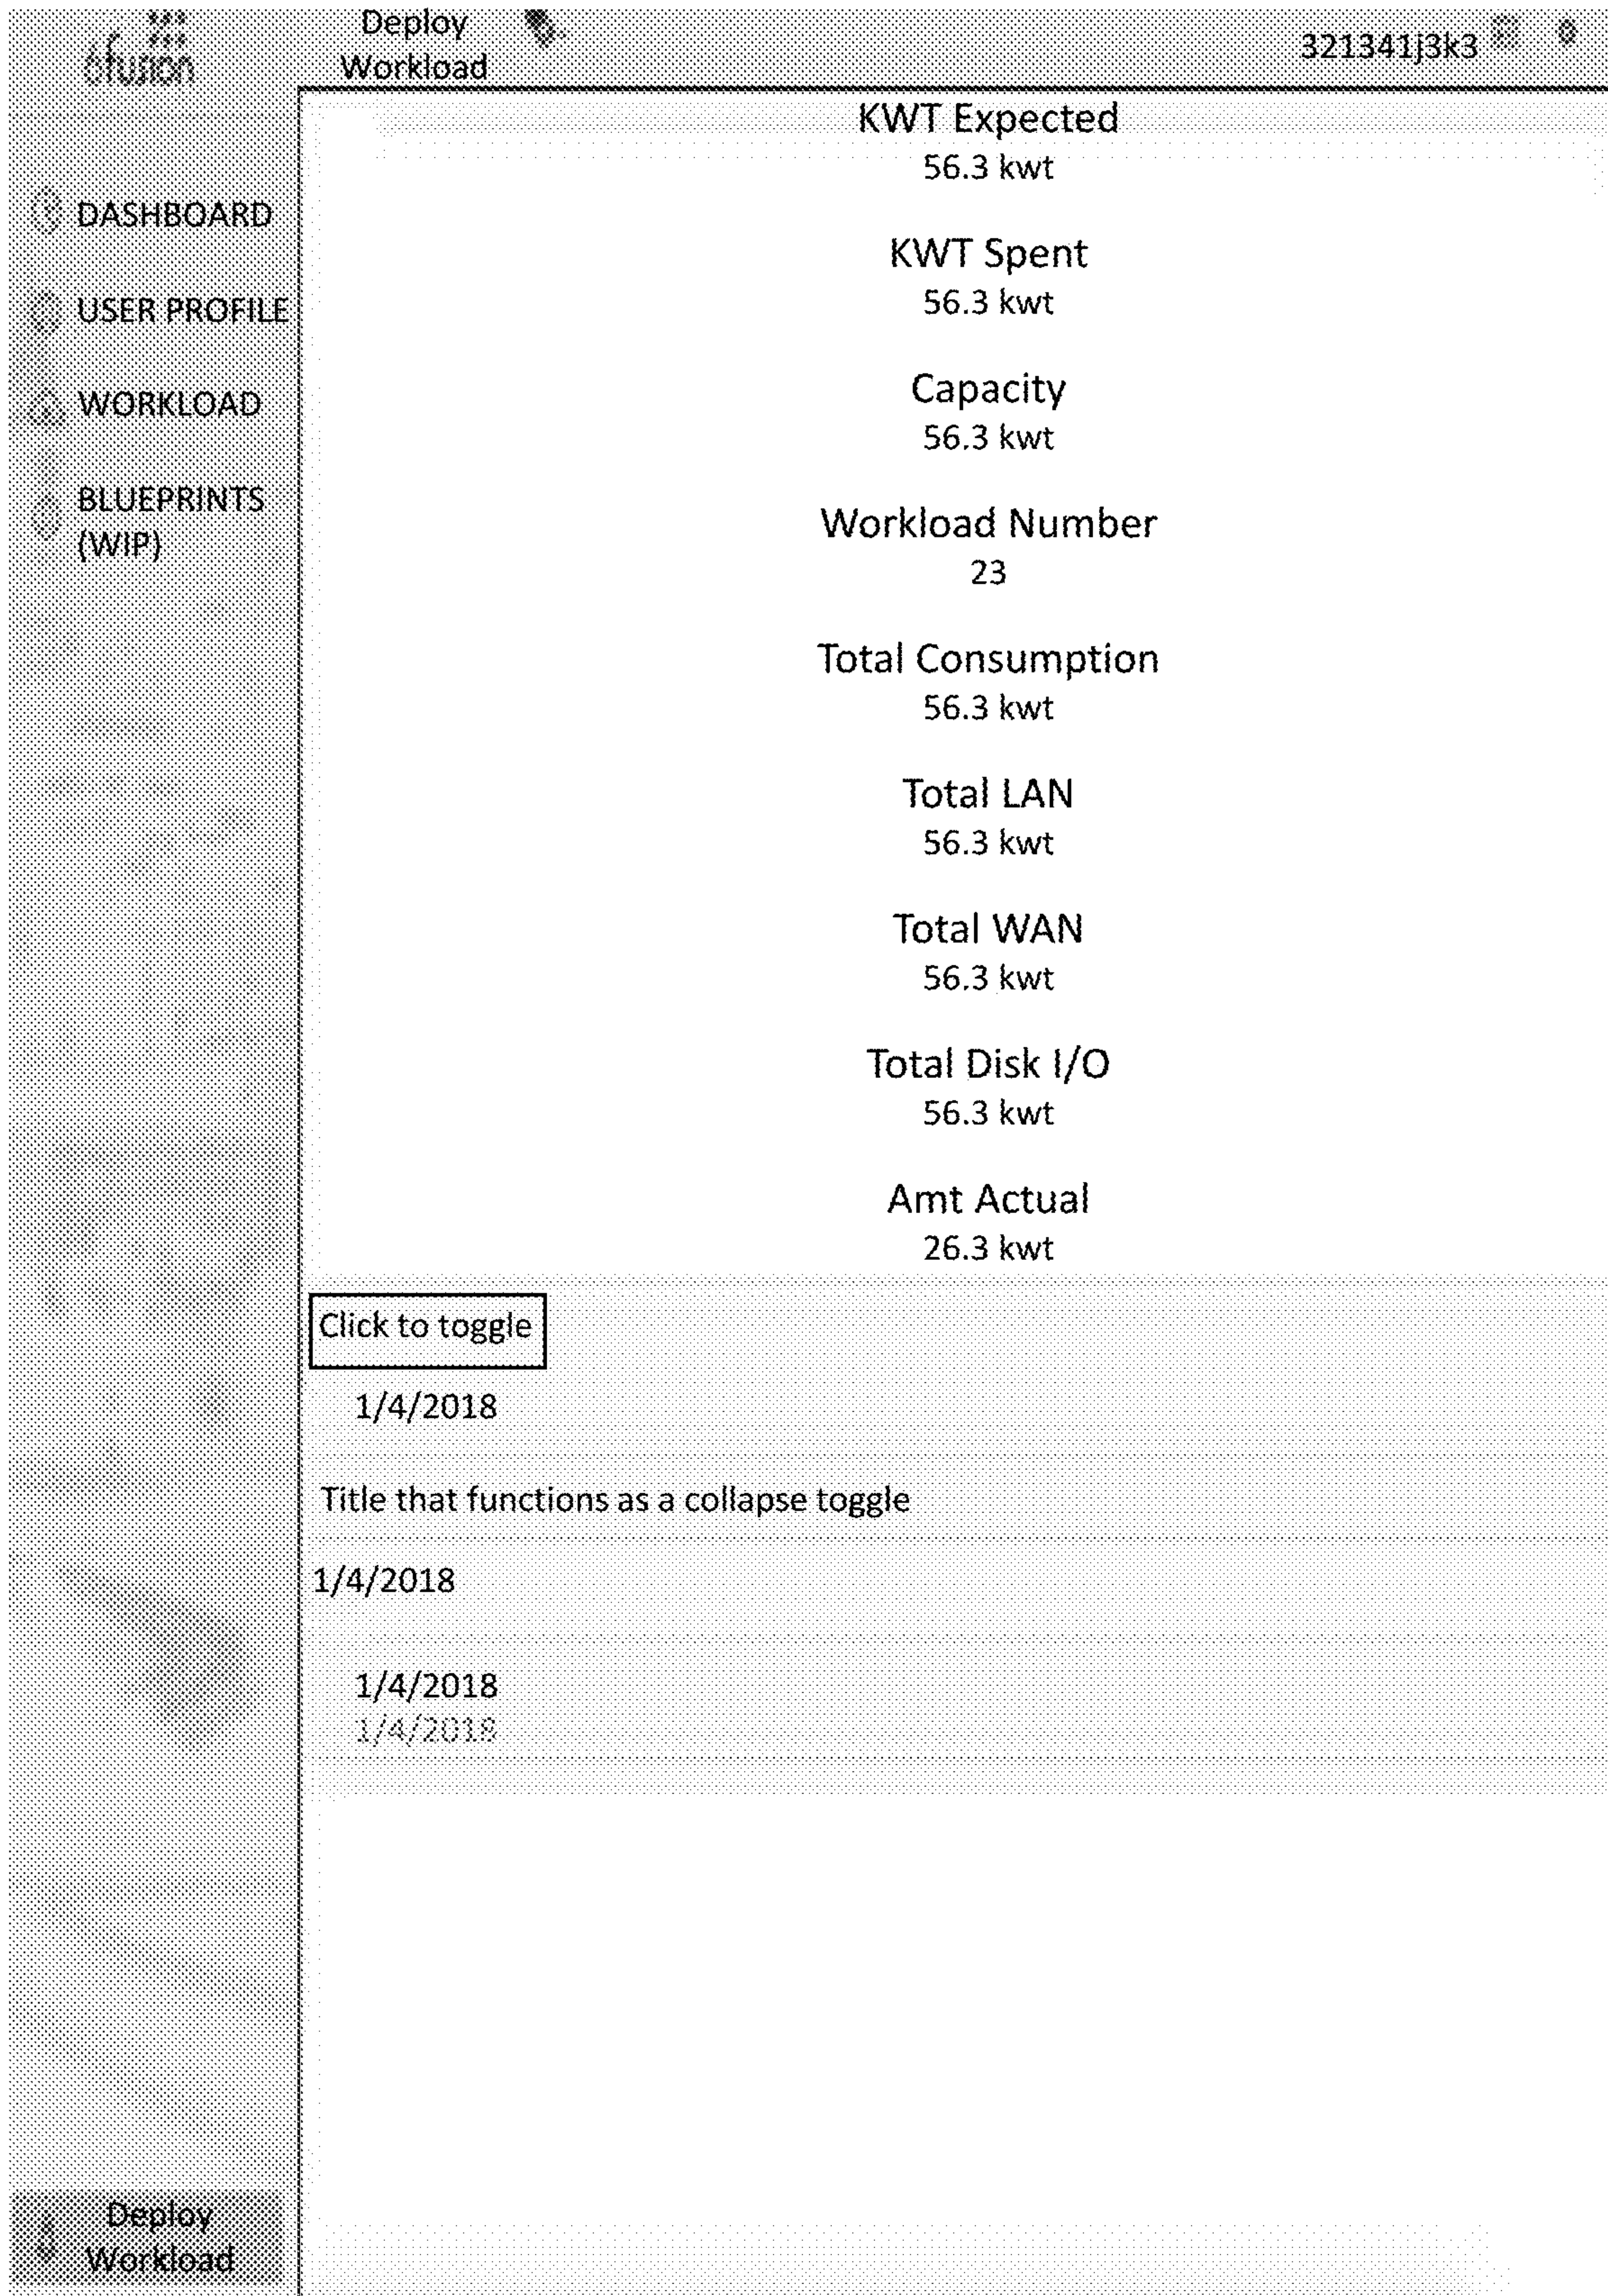 6fusion
Deploy
Workload
321341j3k3
DASHBOARD
USER PROFILE
WORKLOAD
BLUEPRINTS
(WIP)
KWT Expected
56.3 kwt
KWT Spent
56.3 kwt
Capacity
56.3 kwt
Workload Number
23
Total Consumption
56.3 kwt
Total LAN
56.3 kwt
Total WAN
56.3 kwt
Total Disk I/O
56.3 kwt
Amt Actual
26.3 kwt
Click to toggle
1/4/2018
Title that functions as a collapse toggle
1/4/2018
1/4/2018
1/4/2018
Deploy
Workload